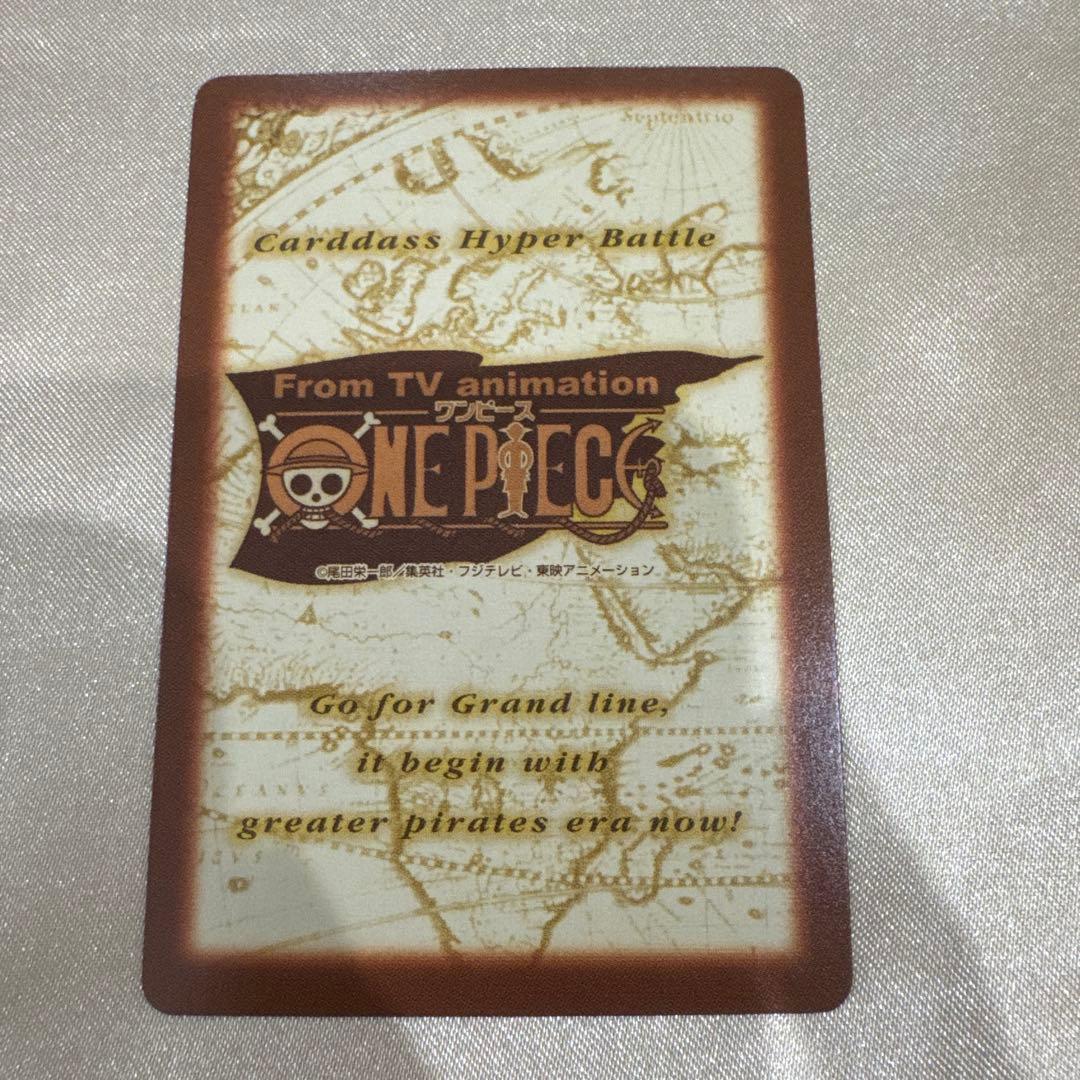 Septentrio
Carddass Hyper Battle
From TV animation
ワンピース
ONE PIECE
©尾田栄一郎/集英社・フジテレビ・東映アニメーション
Go for Grand line,
it begin with
greater pirates era now!